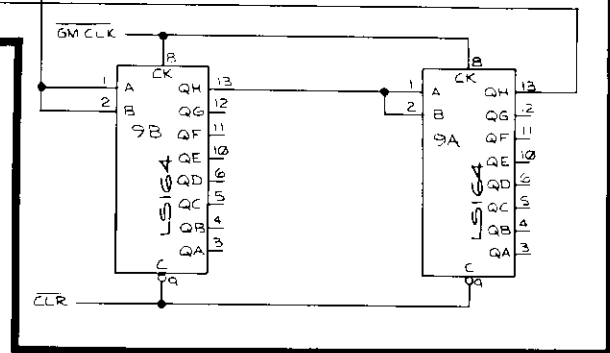 GM CLK
8 8
CK CK
1 A QH 13 1 A QH 13
2 B QG 12 2 B QG 12
9B QF 11 9A QF 11
QE 10 QE 10
LS164 QD 6 LS164 QD 6
QC 5 QC 5
QB 4 QB 4
QA 3 QA 3
C C
9 9
CLR